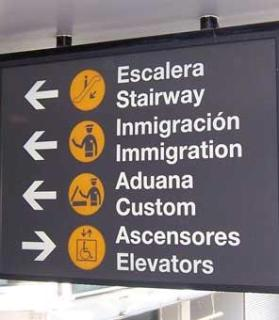 Escalera
Stairway
Inmigración
Immigration
Aduana
Custom
Ascensores
Elevators